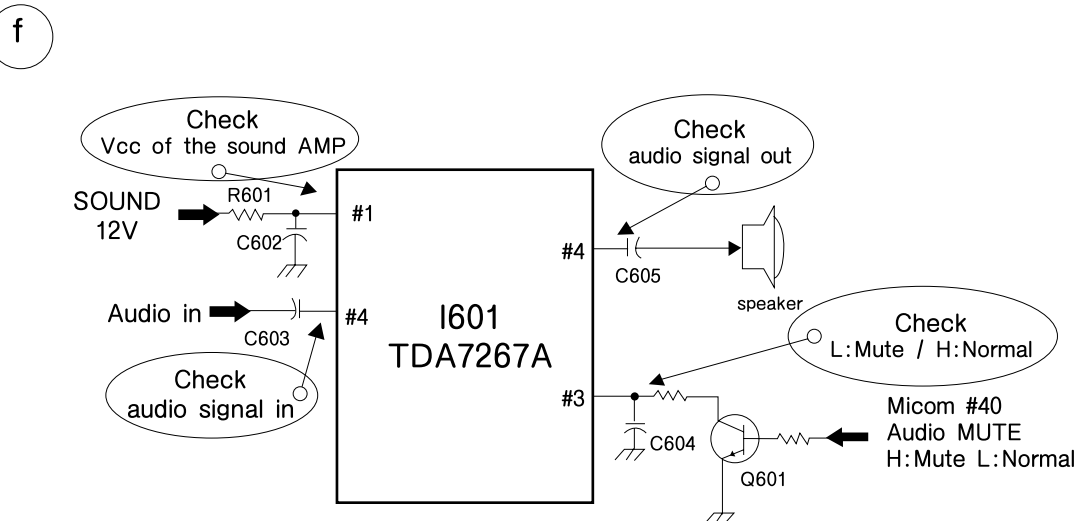 f
Check
Vcc of the sound AMP
Check
audio signal out
SOUND
12V
R601
C602
#1
#4
C605
speaker
Audio in
C603
#4
I601
TDA7267A
Check
L:Mute / H:Normal
Check
audio signal in
#3
C604
Q601
Micom #40
Audio MUTE
H:Mute L:Normal